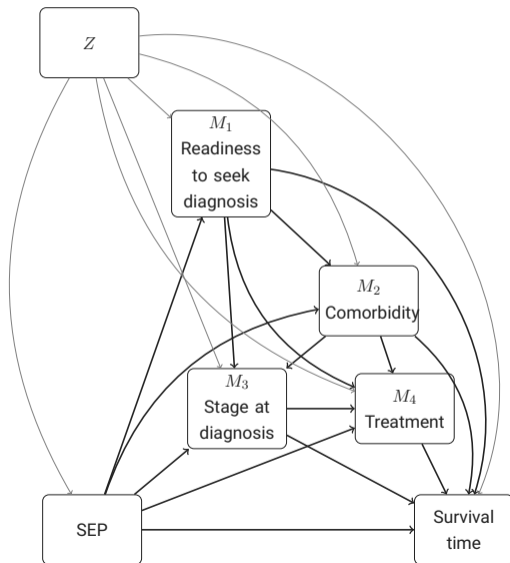 Z
M₁
Readiness
to seek
diagnosis
M₂
Comorbidity
M₃
Stage at
diagnosis
M₄
Treatment
SEP
Survival
time